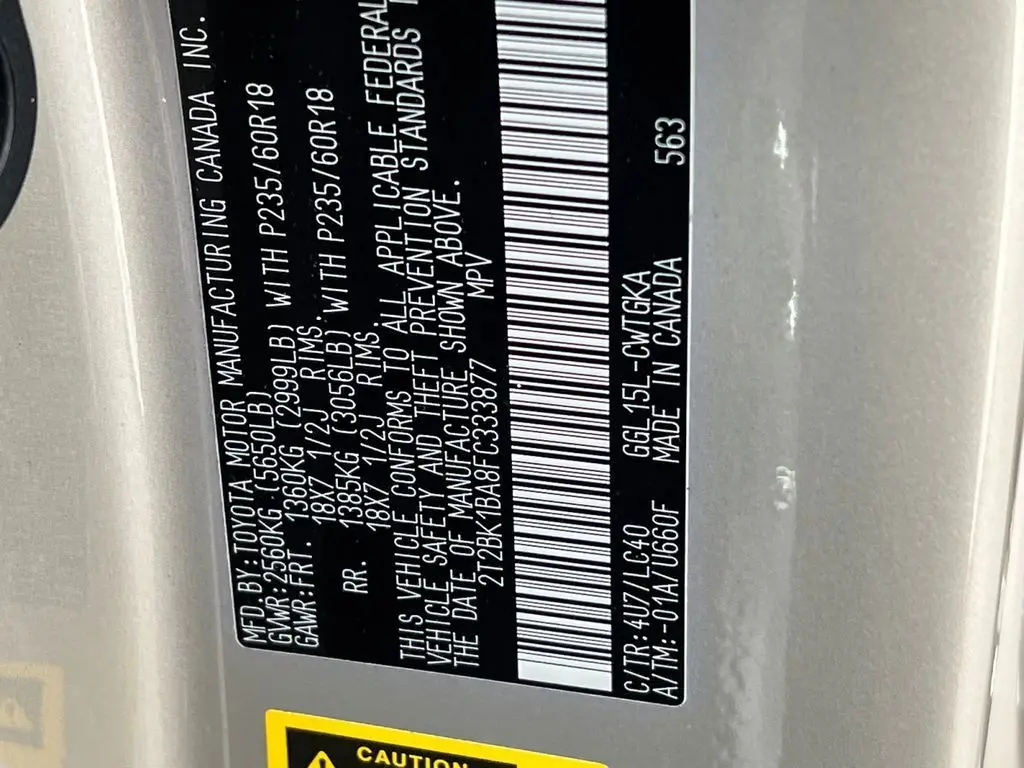 MFD. BY:TOYOTA MOTOR MANUFACTURING CANADA INC.
GVWR:2560KG (5650LB)
GAWR:FRT. 1360KG (2999LB) WITH P235/60R18
18X7 1/2J RIMS.
RR. 1385KG (3056LB) WITH P235/60R18
18X7 1/2J RIMS.
THIS VEHICLE CONFORMS TO ALL APPLICABLE FEDERAL
VEHICLE SAFETY AND THEFT PREVENTION STANDARDS
THE DATE OF MANUFACTURE SHOWN ABOVE.
2T2BK1BA8FC333877 MPV
C/TR:4U7/LC40 GGL15L-CWTGKA
A/TM:-01A/U660F MADE IN CANADA 563
CAUTION